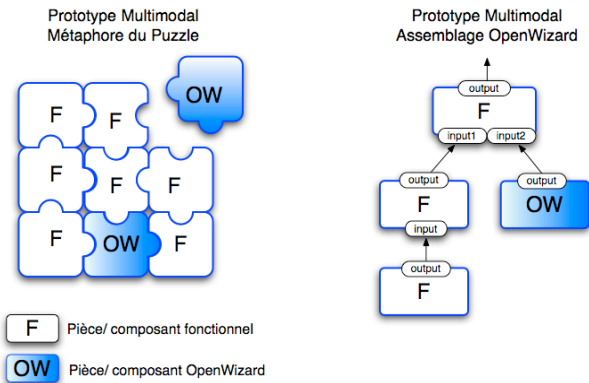 Prototype Multimodal
Métaphore du Puzzle
OW
F
F
F
F
F
F
OW
F
F
Pièce/ composant fonctionnel
OW
Pièce/ composant OpenWizard
Prototype Multimodal
Assemblage OpenWizard
output
F
input1
input2
output
F
input
output
OW
output
F